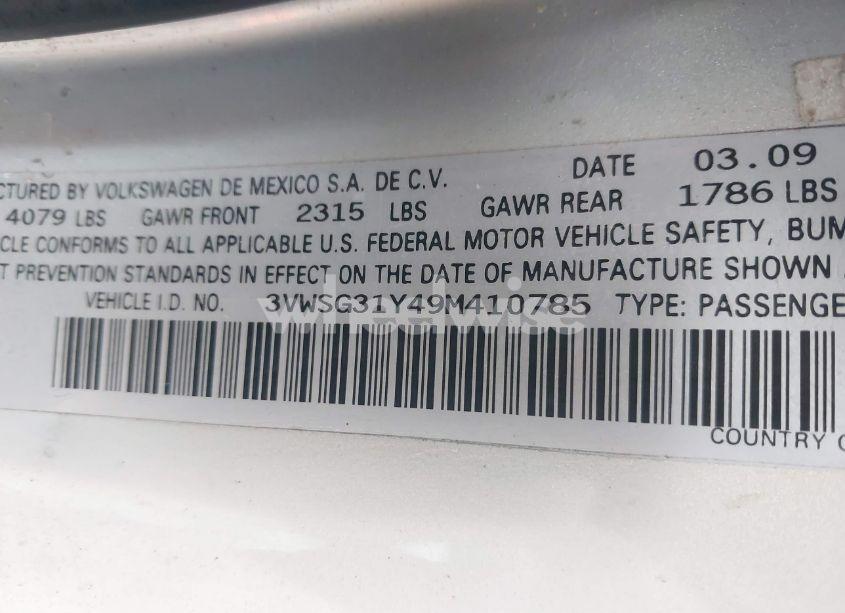 CTURED BY VOLKSWAGEN DE MEXICO S.A. DE C.V. DATE 03.09
4079 LBS GAWR FRONT 2315 LBS GAWR REAR 1786 LBS
ICLE CONFORMS TO ALL APPLICABLE U.S. FEDERAL MOTOR VEHICLE SAFETY, BUM
T PREVENTION STANDARDS IN EFFECT ON THE DATE OF MANUFACTURE SHOWN
VEHICLE I.D. NO. 3VWSG31Y49M410785 TYPE: PASSENGE
wheelwise
COUNTRY O